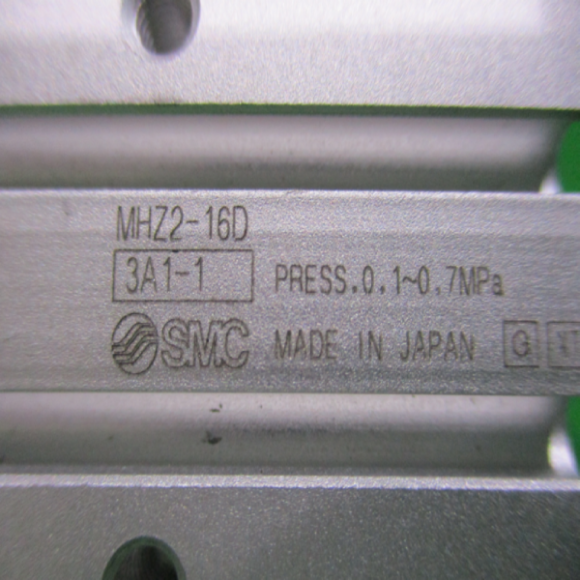 MHZ2-16D
3A1-1 PRESS.0.1~0.7MPa
SMC MADE IN JAPAN G